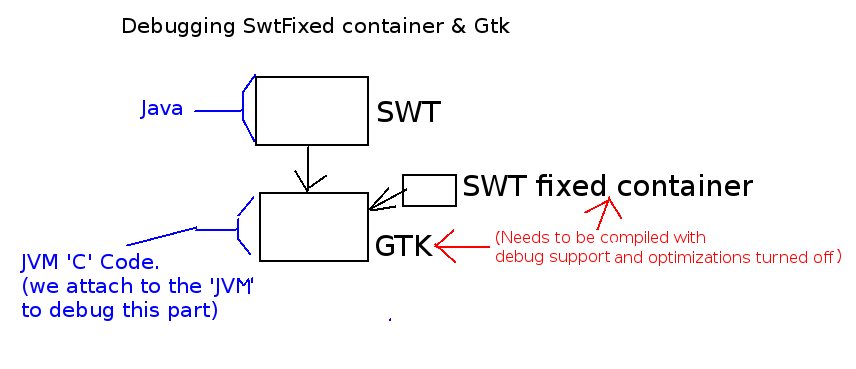 Debugging SwtFixed container & Gtk
Java
SWT
SWT fixed container
GTK
(Needs to be compiled with
debug support and optimizations turned off)
JVM 'C' Code.
(we attach to the 'JVM'
to debug this part)